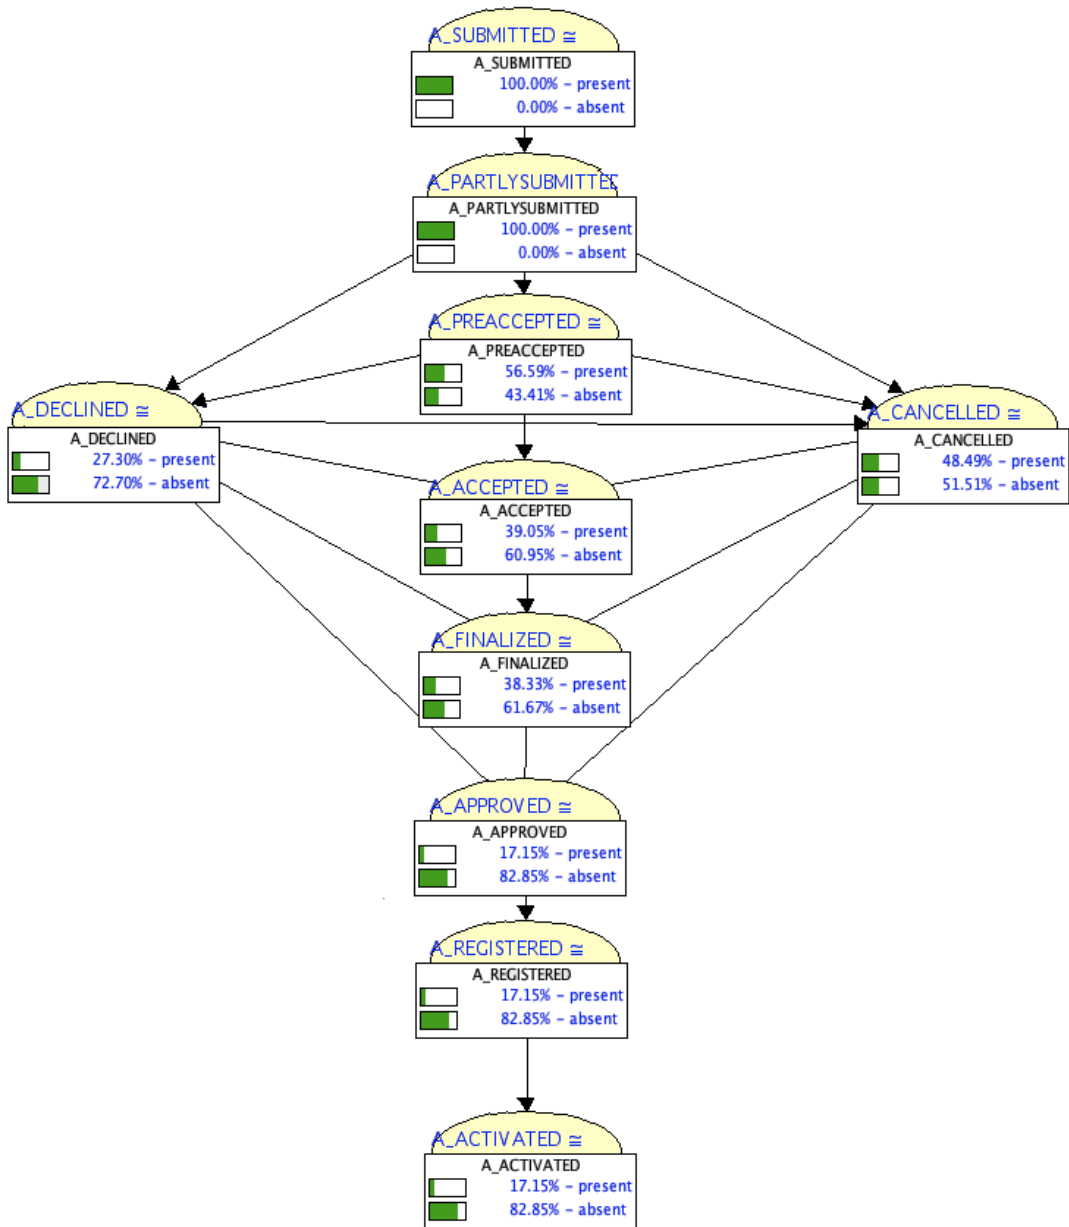 A_SUBMITTED ≅
A_SUBMITTED
100.00% – present
0.00% – absent
A_PARTLYSUBMITTE
A_PARTLYSUBMITTED
100.00% – present
0.00% – absent
A_PREACCEPTED ≅
A_PREACCEPTED
56.59% – present
43.41% – absent
A_DECLINED ≅
A_DECLINED
27.30% – present
72.70% – absent
A_CANCELLED ≅
A_CANCELLED
48.49% – present
51.51% – absent
A_ACCEPTED ≅
A_ACCEPTED
39.05% – present
60.95% – absent
A_FINALIZED ≅
A_FINALIZED
38.33% – present
61.67% – absent
A_APPROVED ≅
A_APPROVED
17.15% – present
82.85% – absent
A_REGISTERED ≅
A_REGISTERED
17.15% – present
82.85% – absent
A_ACTIVATED ≅
A_ACTIVATED
17.15% – present
82.85% – absent